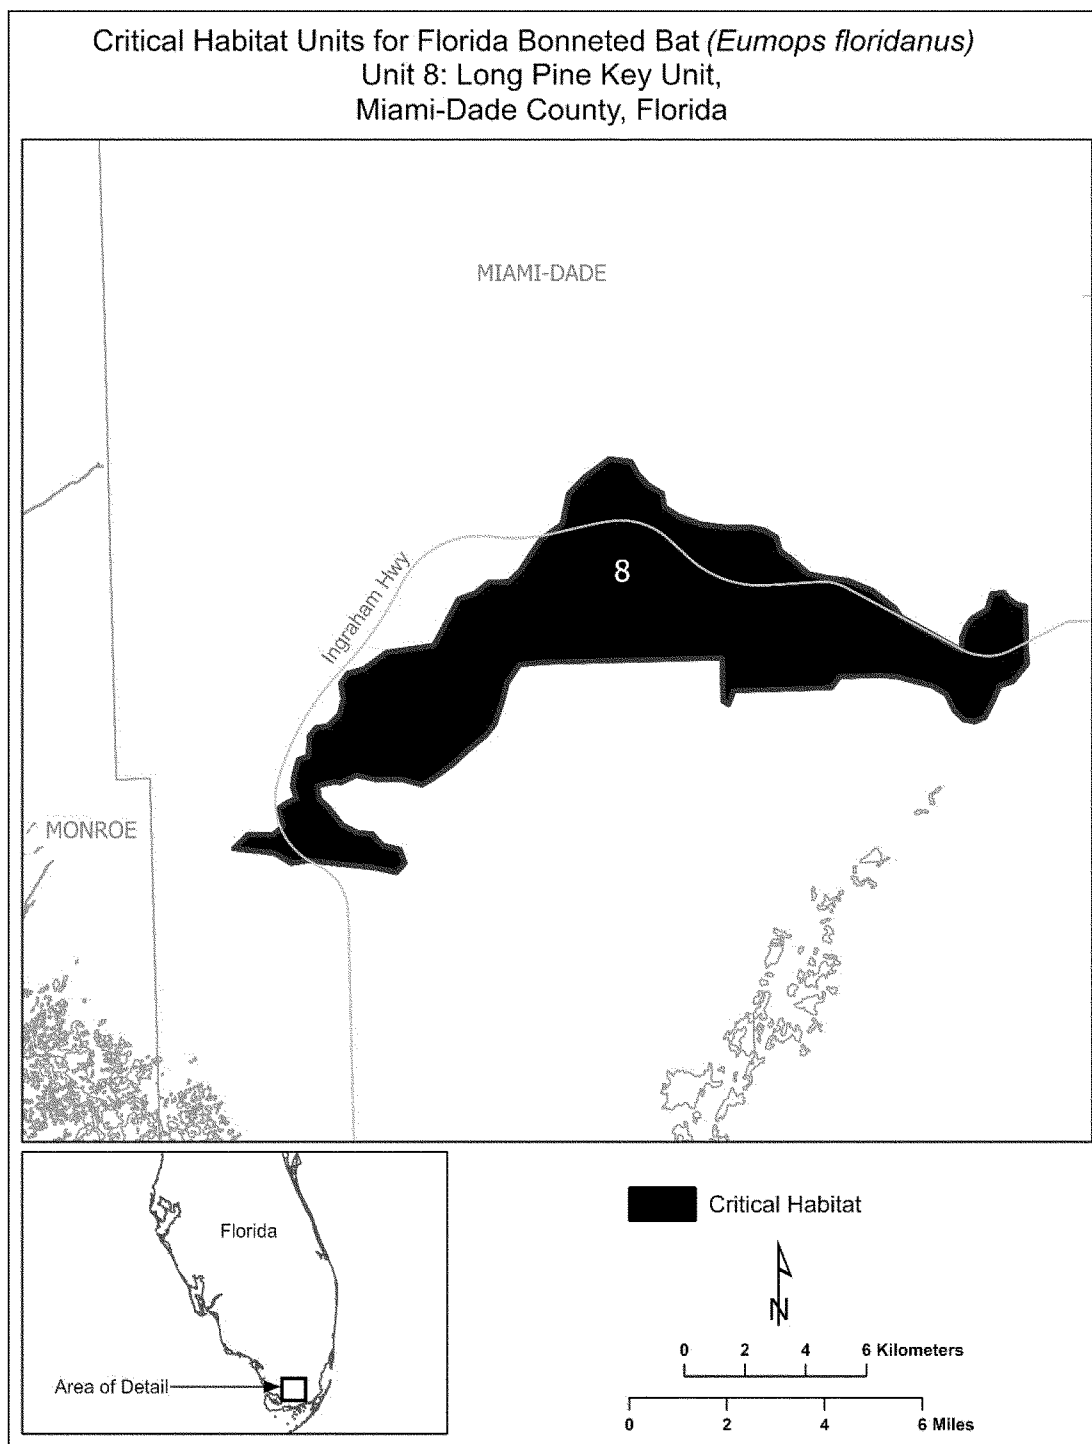 Critical Habitat Units for Florida Bonneted Bat (Eumops floridanus)
Unit 8: Long Pine Key Unit,
Miami-Dade County, Florida
MIAMI-DADE
8
Ingraham Hwy
MONROE
Florida
Area of Detail
Critical Habitat
N
0 2 4 6 Kilometers
0 2 4 6 Miles